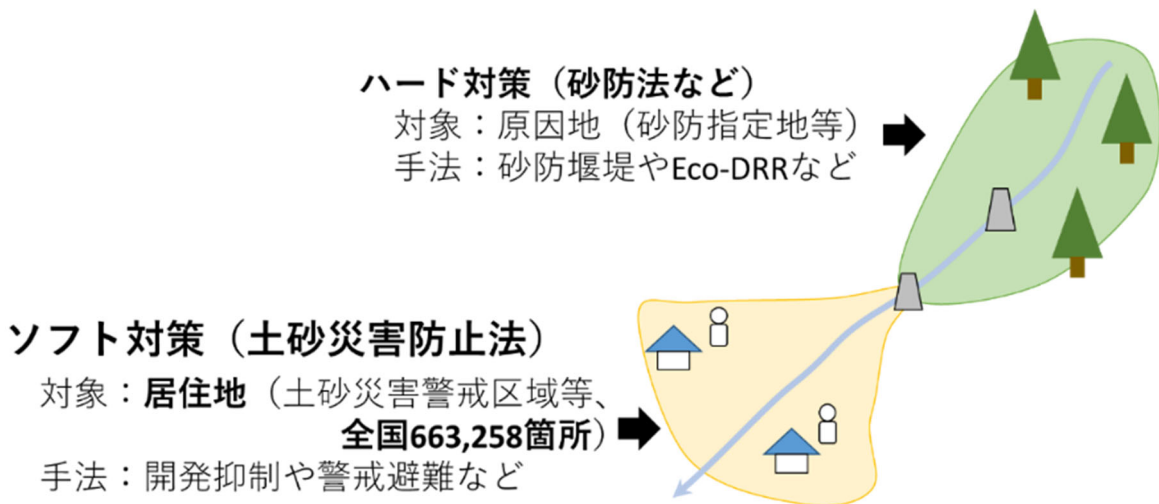 ハード対策（砂防法など）
対象：原因地（砂防指定地等）
手法：砂防堰堤やEco-DRRなど
ソフト対策（土砂災害防止法）
対象：居住地（土砂災害警戒区域等、
全国663,258箇所）
手法：開発抑制や警戒避難など